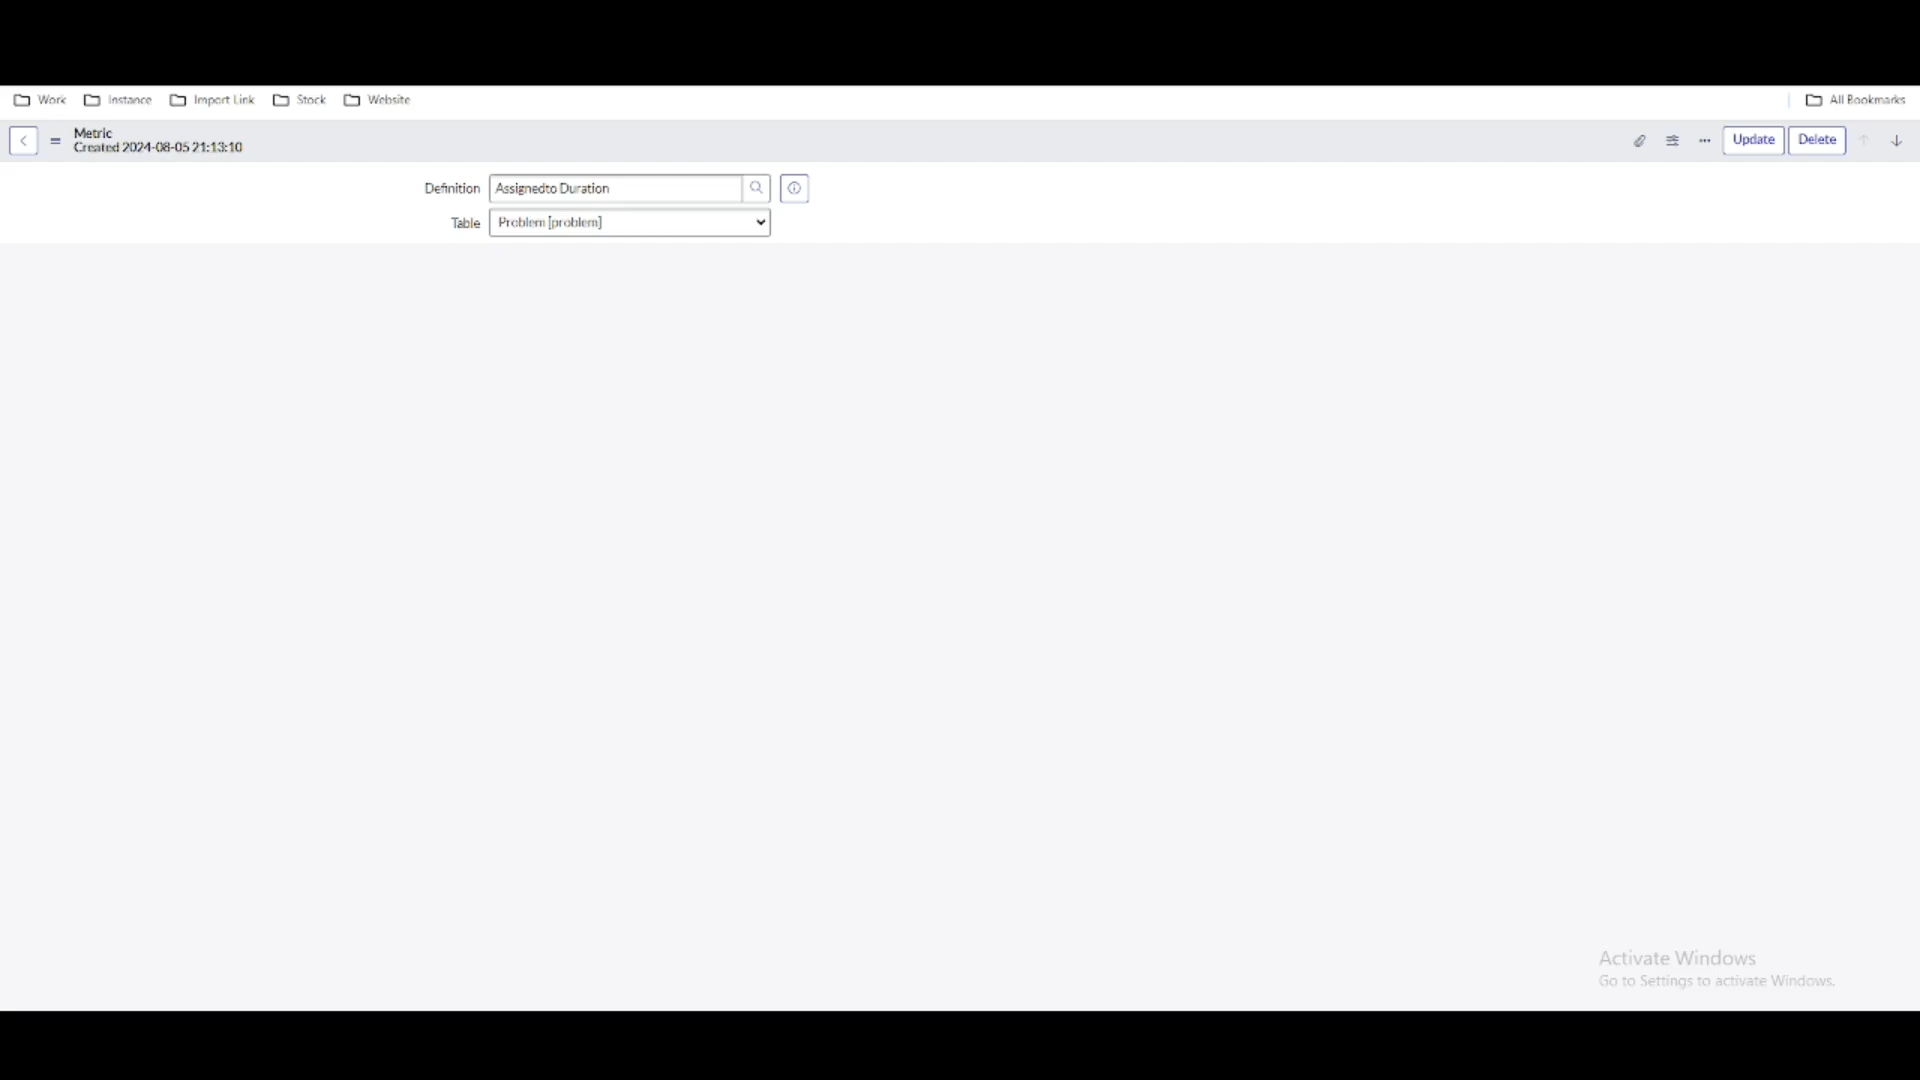 Work Instance Import Link Stock Website All Bookmarks
Metric
Created 2024-08-05 21:13:10
Update Delete
Definition Assignedto Duration
Table Problem [problem]
Activate Windows
Go to Settings to activate Windows.